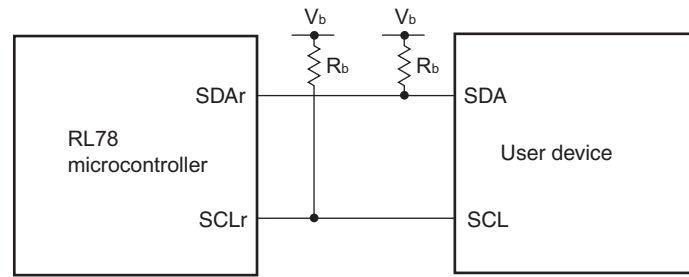 Vb Vb
Rb Rb
SDAr SDA
RL78
microcontroller
User device
SCLr SCL